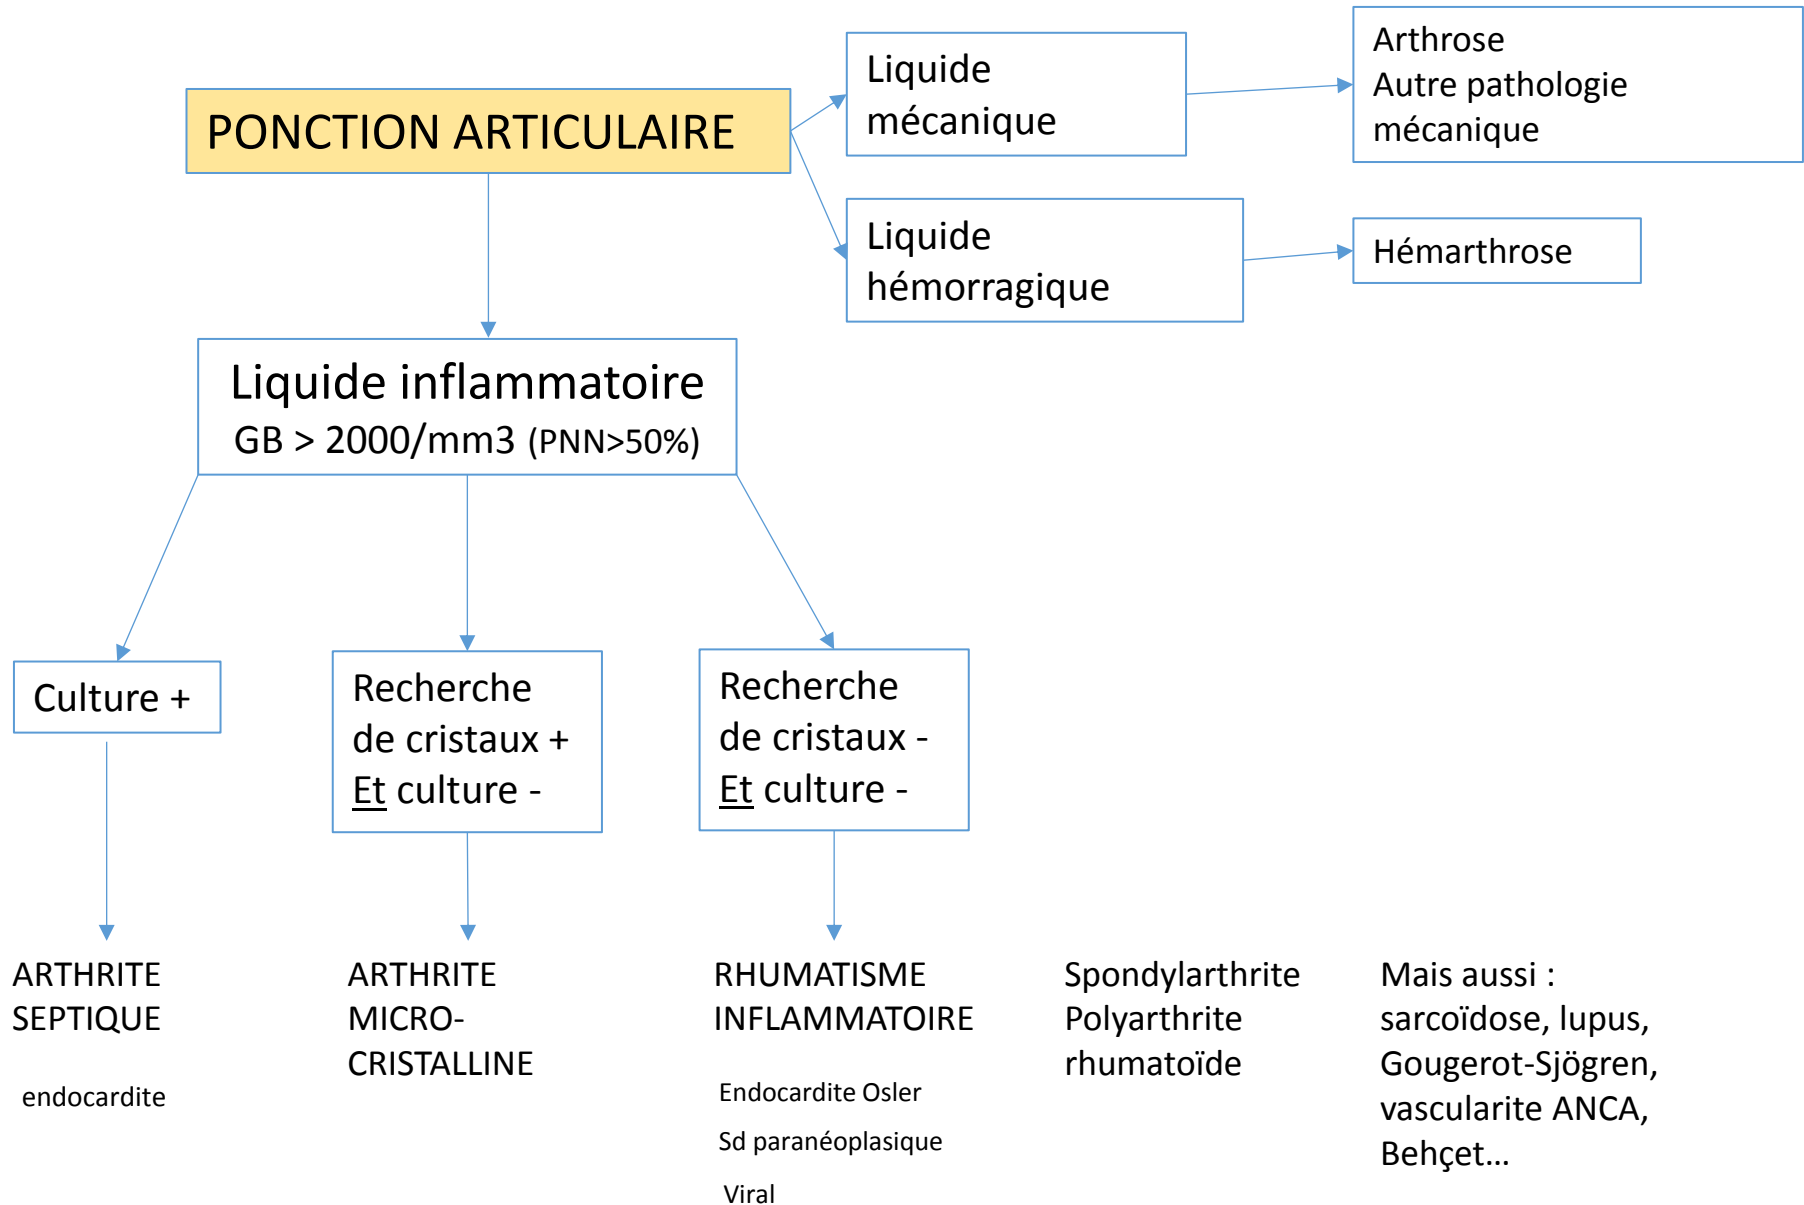 PONCTION ARTICULAIRE
Liquide
mécanique
Arthrose
Autre pathologie
mécanique
Liquide
hémorragique
Hémarthrose
Liquide inflammatoire
GB > 2000/mm3 (PNN>50%)
Culture +
Recherche
de cristaux +
Et culture -
Recherche
de cristaux -
Et culture -
ARTHRITE
SEPTIQUE
endocardite
ARTHRITE
MICRO-
CRISTALLINE
RHUMATISME
INFLAMMATOIRE
Endocardite Osler
Sd paranéoplasique
Viral
Spondylarthrite
Polyarthrite
rhumatoïde
Mais aussi :
sarcoïdose, lupus,
Gougerot-Sjögren,
vascularite ANCA,
Behçet...